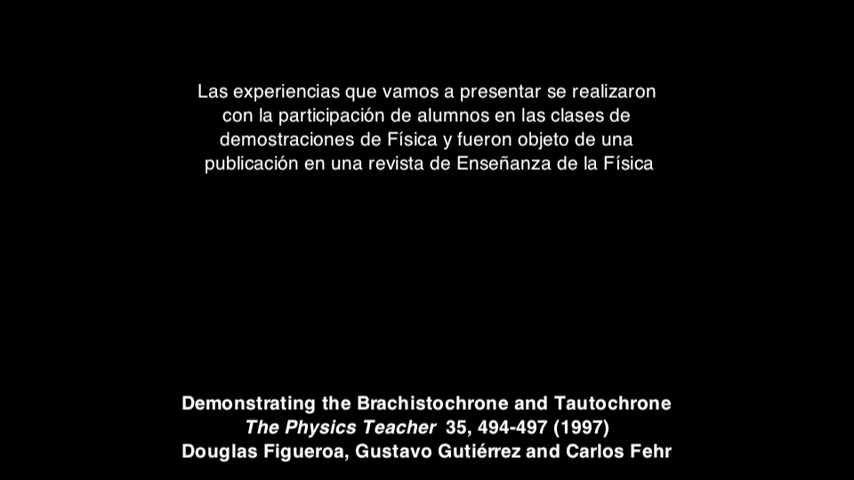 Las experiencias que vamos a presentar se realizaron
con la participación de alumnos en las clases de
demostraciones de Física y fueron objeto de una
publicación en una revista de Enseñanza de la Física
Demonstrating the Brachistochrone and Tautochrone
The Physics Teacher 35, 494-497 (1997)
Douglas Figueroa, Gustavo Gutiérrez and Carlos Fehr